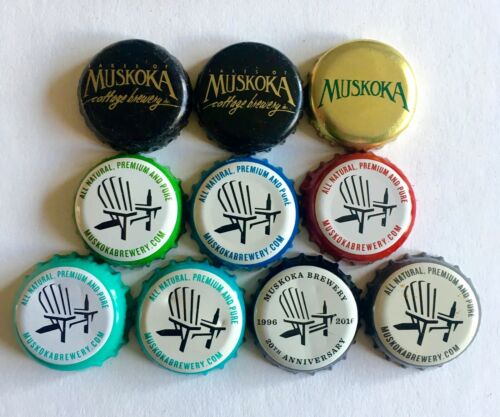 LAKES OF
MUSKOKA
cottage brewery
LAKES OF
MUSKOKA
cottage brewery
MUSKOKA
ALL NATURAL, PREMIUM AND PURE
MUSKOKABREWERY.COM
ALL NATURAL, PREMIUM AND PURE
MUSKOKABREWERY.COM
ALL NATURAL, PREMIUM AND PURE
MUSKOKABREWERY.COM
ALL NATURAL, PREMIUM AND PURE
MUSKOKABREWERY.COM
ALL NATURAL, PREMIUM AND PURE
MUSKOKABREWERY.COM
MUSKOKA BREWERY
1996 2016
20TH ANNIVERSARY
ALL NATURAL, PREMIUM AND PURE
MUSKOKABREWERY.COM